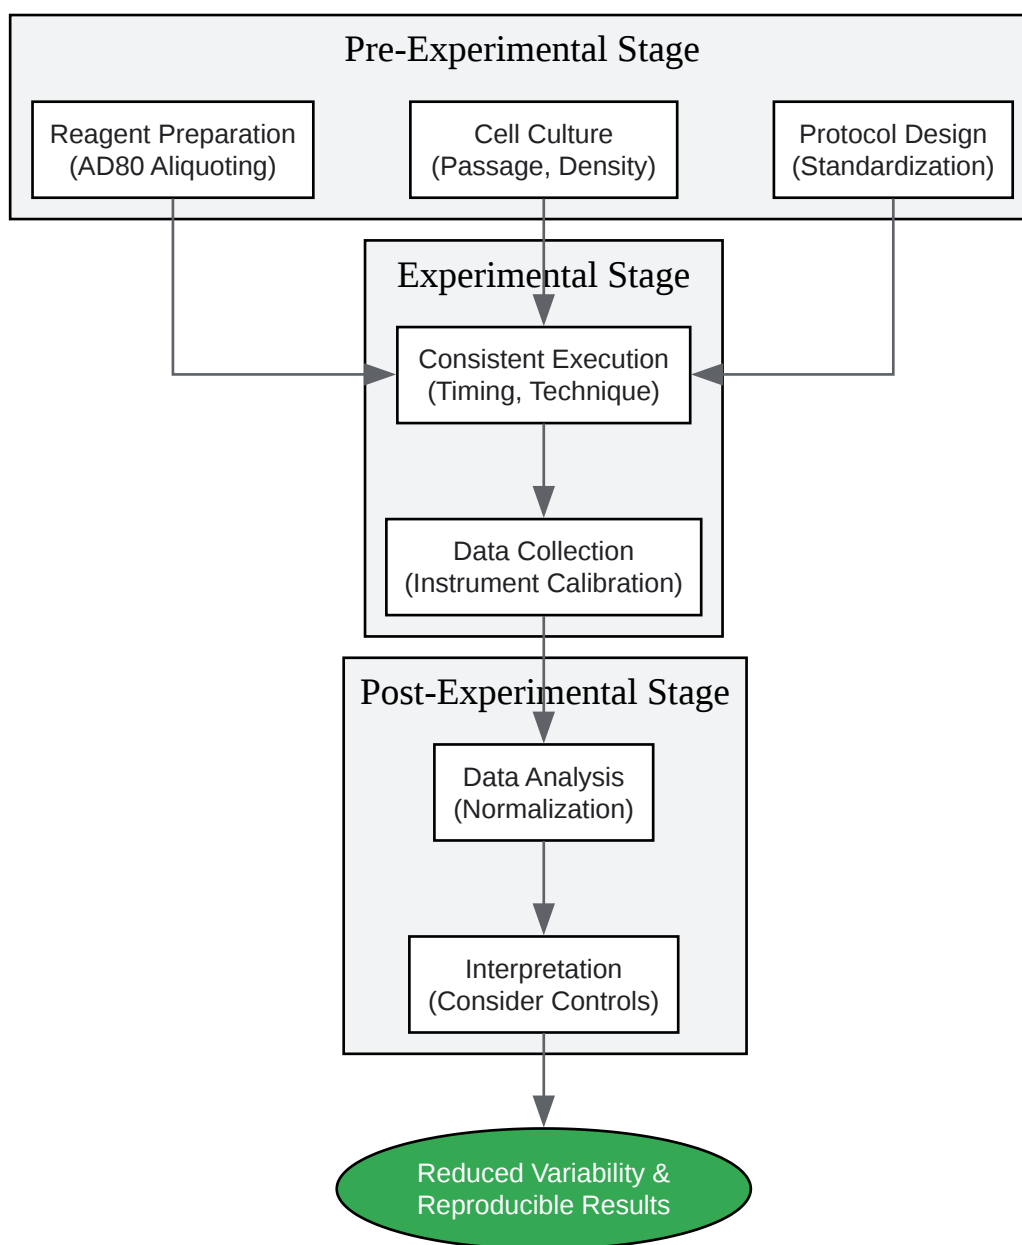 Pre-Experimental Stage
Reagent Preparation
(AD80 Aliquoting)
Cell Culture
(Passage, Density)
Protocol Design
(Standardization)
Experimental Stage
Consistent Execution
(Timing, Technique)
Data Collection
(Instrument Calibration)
Post-Experimental Stage
Data Analysis
(Normalization)
Interpretation
(Consider Controls)
Reduced Variability &
Reproducible Results